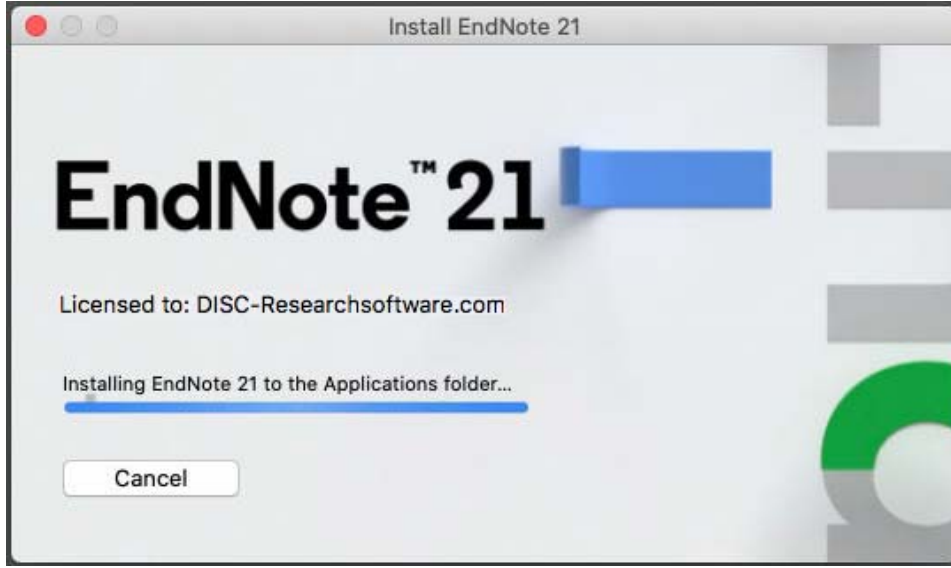 Install EndNote 21
EndNote™ 21
Licensed to: DISC-Researchsoftware.com
Installing EndNote 21 to the Applications folder...
Cancel